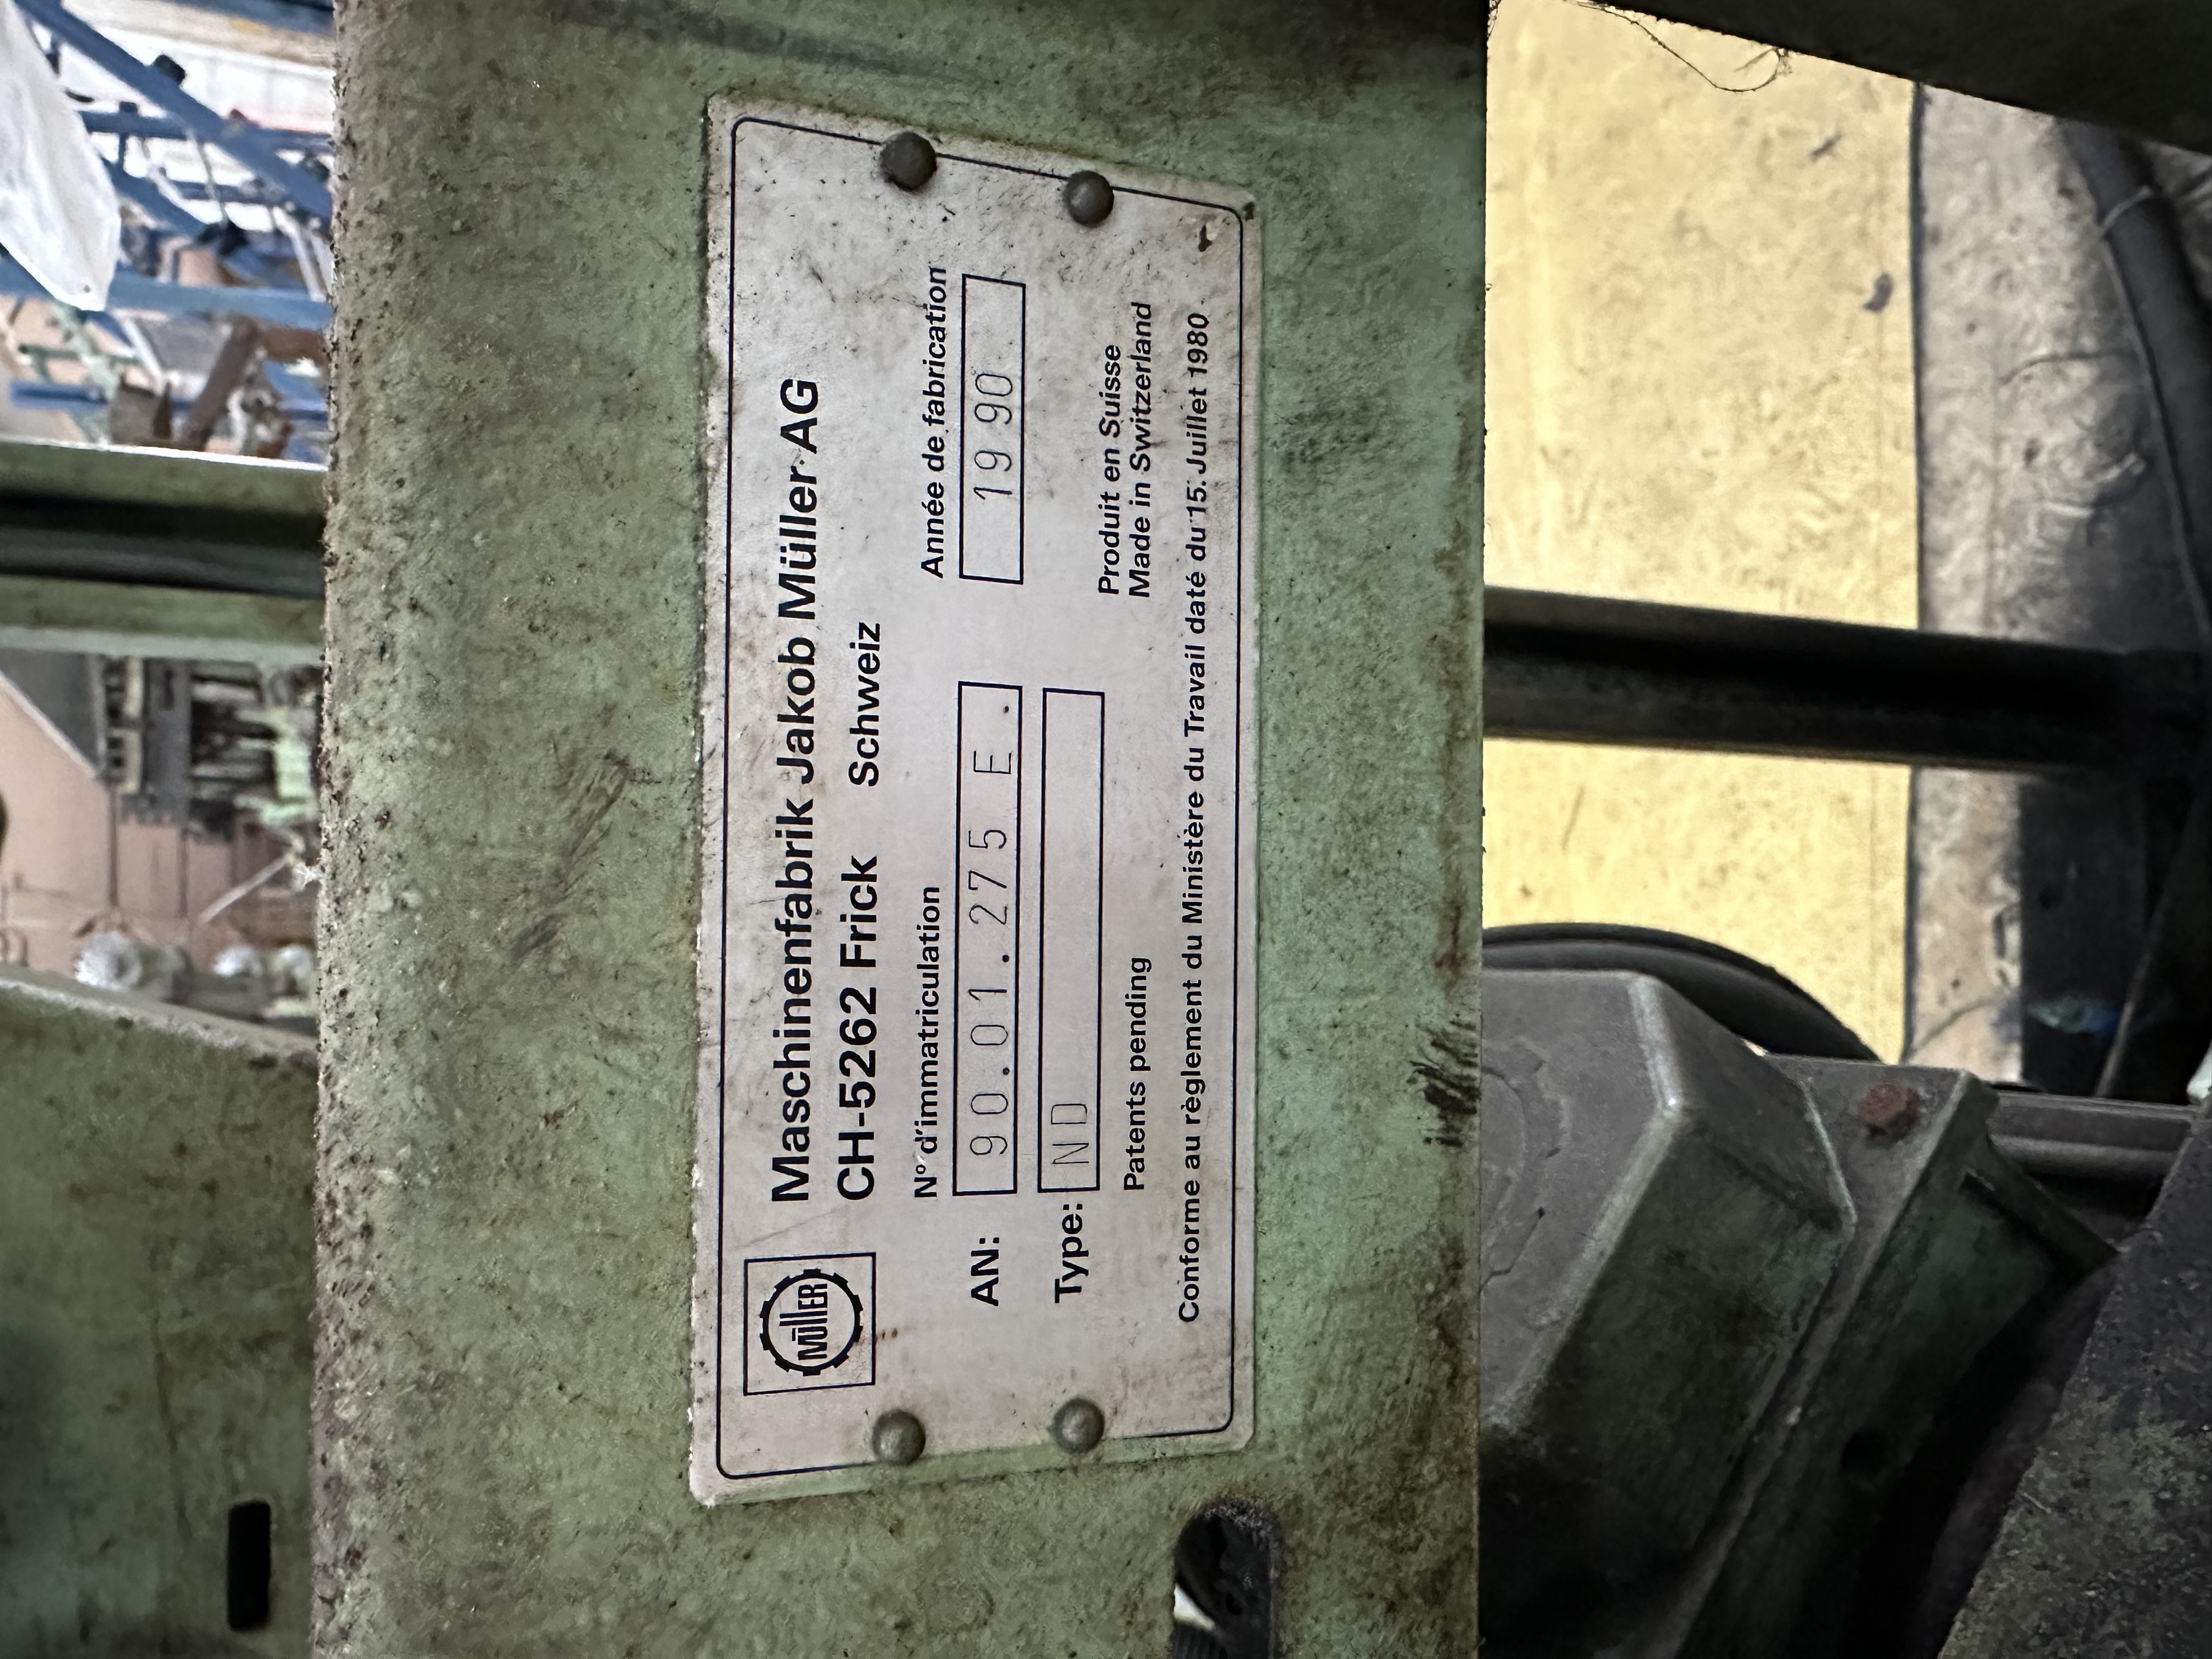 MÜLLER
Maschinenfabrik Jakob Müller AG
CH-5262 Frick Schweiz
N° d'immatriculation
Année de fabrication
AN: 90.01.275 E.
1990
Type: ND
Patents pending
Produit en Suisse
Made in Switzerland
Conforme au règlement du Ministère du Travail daté du 15. Juillet 1980